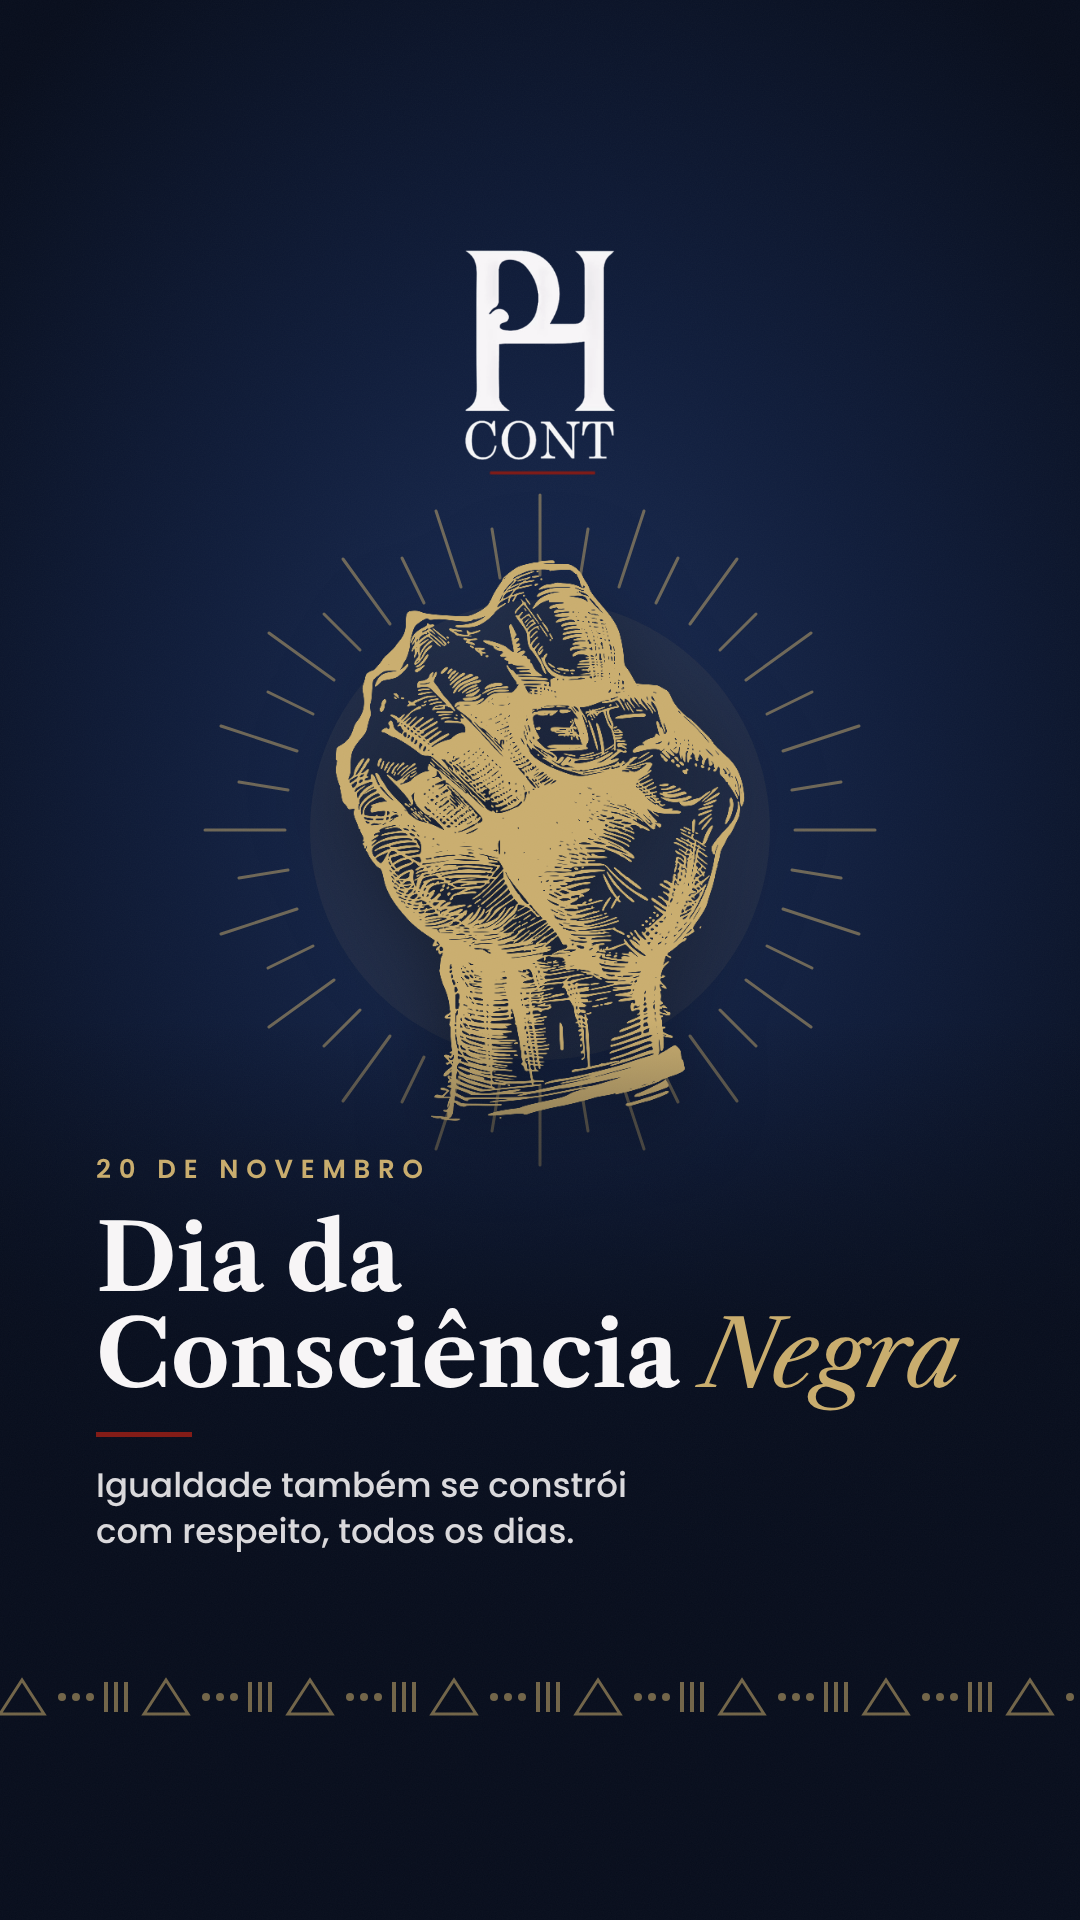 PH
CONT
20 DE NOVEMBRO
Dia da
Consciência Negra
Igualdade também se constrói
com respeito, todos os dias.